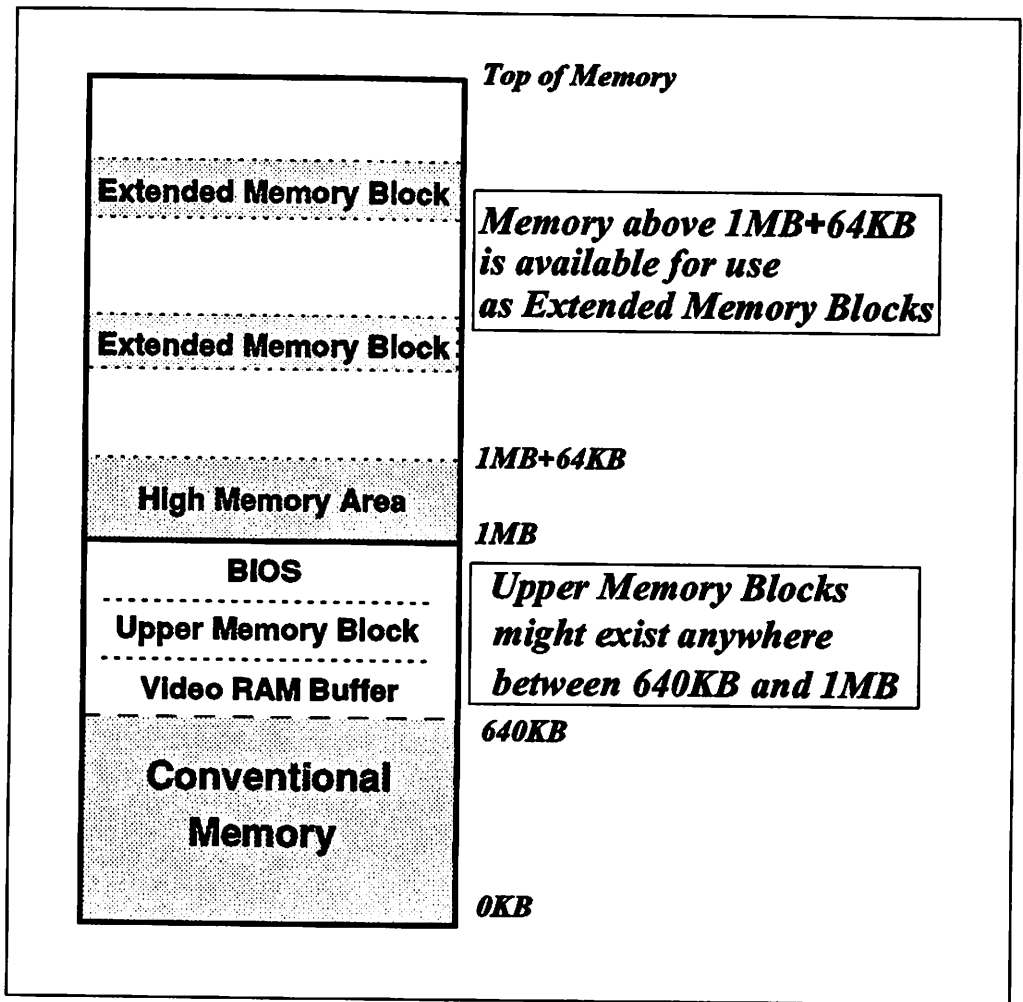 Top of Memory
Extended Memory Block
Memory above 1MB+64KB
is available for use
as Extended Memory Blocks
Extended Memory Block
1MB+64KB
High Memory Area
1MB
BIOS
Upper Memory Block
Video RAM Buffer
Upper Memory Blocks
might exist anywhere
between 640KB and 1MB
640KB
Conventional
Memory
0KB